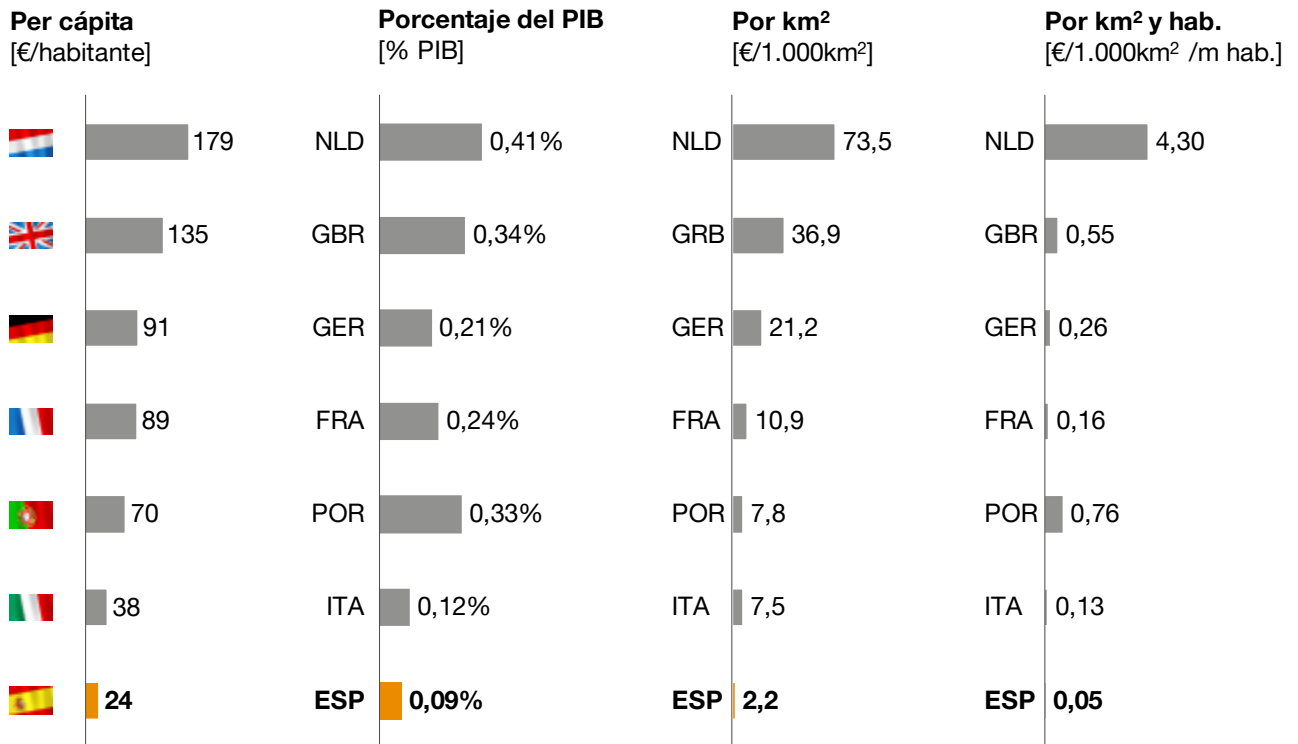 Per cápita
[€/habitante]
Porcentaje del PIB
[% PIB]
Por km²
[€/1.000km²]
Por km² y hab.
[€/1.000km² /m hab.]
179 NLD 0,41% NLD 73,5 NLD 4,30
135 GBR 0,34% GRB 36,9 GBR 0,55
91 GER 0,21% GER 21,2 GER 0,26
89 FRA 0,24% FRA 10,9 FRA 0,16
70 POR 0,33% POR 7,8 POR 0,76
38 ITA 0,12% ITA 7,5 ITA 0,13
24 ESP 0,09% ESP 2,2 ESP 0,05